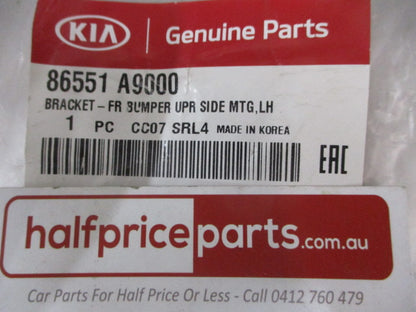 KIA Genuine Parts
86551 A9000
BRACKET-FR BUMPER UPR SIDE MTG,LH
1 PC CC07 SRL4 MADE IN KOREA
EAC
halfpriceparts.com.au
Car Parts For Half Price Or Less - Call 0412 760 479